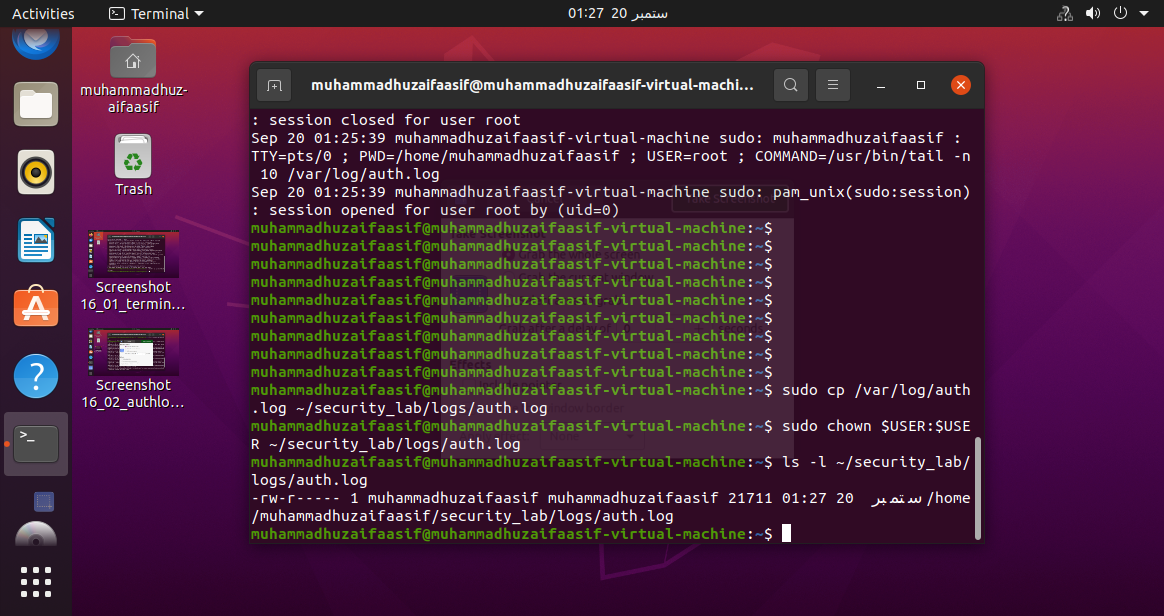 Activities
Terminal
01:27 20 ستمبر
muhammadhuz-
aifaasif
Trash
Screenshot
16_01_termin…
Screenshot
16_02_authlo…
muhammadhuzaifaasif@muhammadhuzaifaasif-virtual-machi…
: session closed for user root
Sep 20 01:25:39 muhammadhuzaifaasif-virtual-machine sudo: muhammadhuzaifaasif :
TTY=pts/0 ; PWD=/home/muhammadhuzaifaasif ; USER=root ; COMMAND=/usr/bin/tail -n
 10 /var/log/auth.log
Sep 20 01:25:39 muhammadhuzaifaasif-virtual-machine sudo: pam_unix(sudo:session)
: session opened for user root by (uid=0)
muhammadhuzaifaasif@muhammadhuzaifaasif-virtual-machine:~$
muhammadhuzaifaasif@muhammadhuzaifaasif-virtual-machine:~$
muhammadhuzaifaasif@muhammadhuzaifaasif-virtual-machine:~$
muhammadhuzaifaasif@muhammadhuzaifaasif-virtual-machine:~$
muhammadhuzaifaasif@muhammadhuzaifaasif-virtual-machine:~$
muhammadhuzaifaasif@muhammadhuzaifaasif-virtual-machine:~$
muhammadhuzaifaasif@muhammadhuzaifaasif-virtual-machine:~$
muhammadhuzaifaasif@muhammadhuzaifaasif-virtual-machine:~$
muhammadhuzaifaasif@muhammadhuzaifaasif-virtual-machine:~$
muhammadhuzaifaasif@muhammadhuzaifaasif-virtual-machine:~$ sudo cp /var/log/auth
.log ~/security_lab/logs/auth.log
muhammadhuzaifaasif@muhammadhuzaifaasif-virtual-machine:~$ sudo chown $USER:$USE
R ~/security_lab/logs/auth.log
muhammadhuzaifaasif@muhammadhuzaifaasif-virtual-machine:~$ ls -l ~/security_lab/
logs/auth.log
-rw-r----- 1 muhammadhuzaifaasif muhammadhuzaifaasif 21711 01:27 20 ستمبر /home
/muhammadhuzaifaasif/security_lab/logs/auth.log
muhammadhuzaifaasif@muhammadhuzaifaasif-virtual-machine:~$